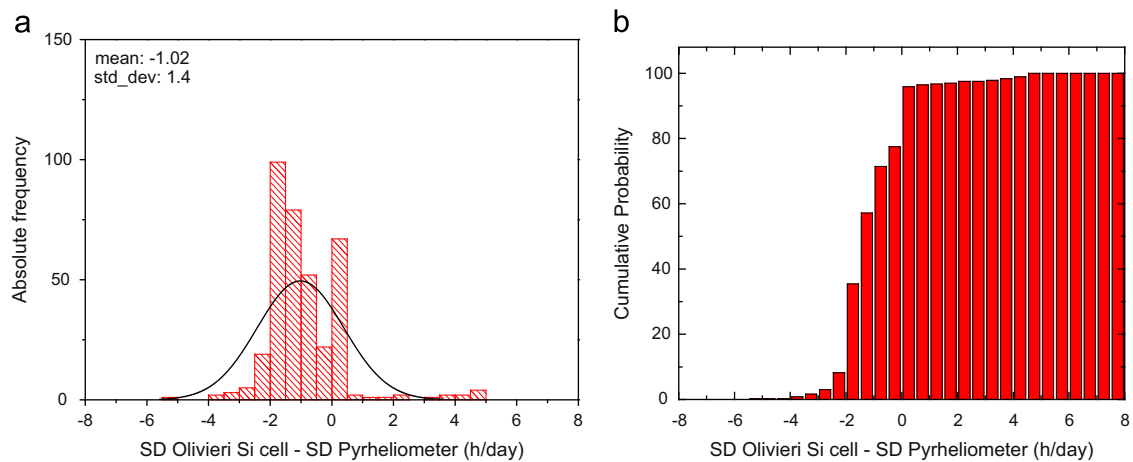 a
mean: -1.02
std_dev: 1.4
Absolute frequency
150
100
50
0
-8 -6 -4 -2 0 2 4 6 8
SD Olivieri Si cell - SD Pyrheliometer (h/day)
b
Cumulative Probability
100
80
60
40
20
0
-8 -6 -4 -2 0 2 4 6 8
SD Olivieri Si cell - SD Pyrheliometer (h/day)